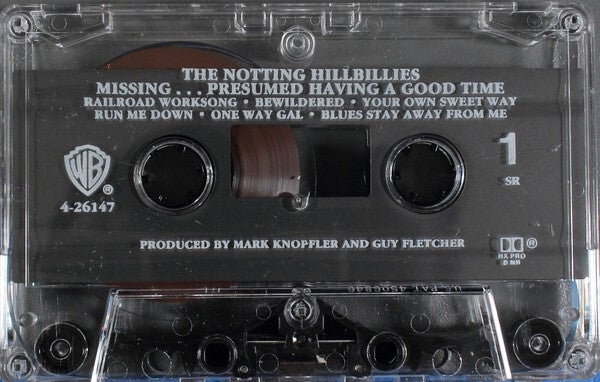 THE NOTTING HILLBILLIES
MISSING . . . PRESUMED HAVING A GOOD TIME
RAILROAD WORKSONG • BEWILDERED • YOUR OWN SWEET WAY
RUN ME DOWN • ONE WAY GAL • BLUES STAY AWAY FROM ME
WB ®
1
SR
4-26147
PRODUCED BY MARK KNOPFLER AND GUY FLETCHER
®
HX PRO
B NR